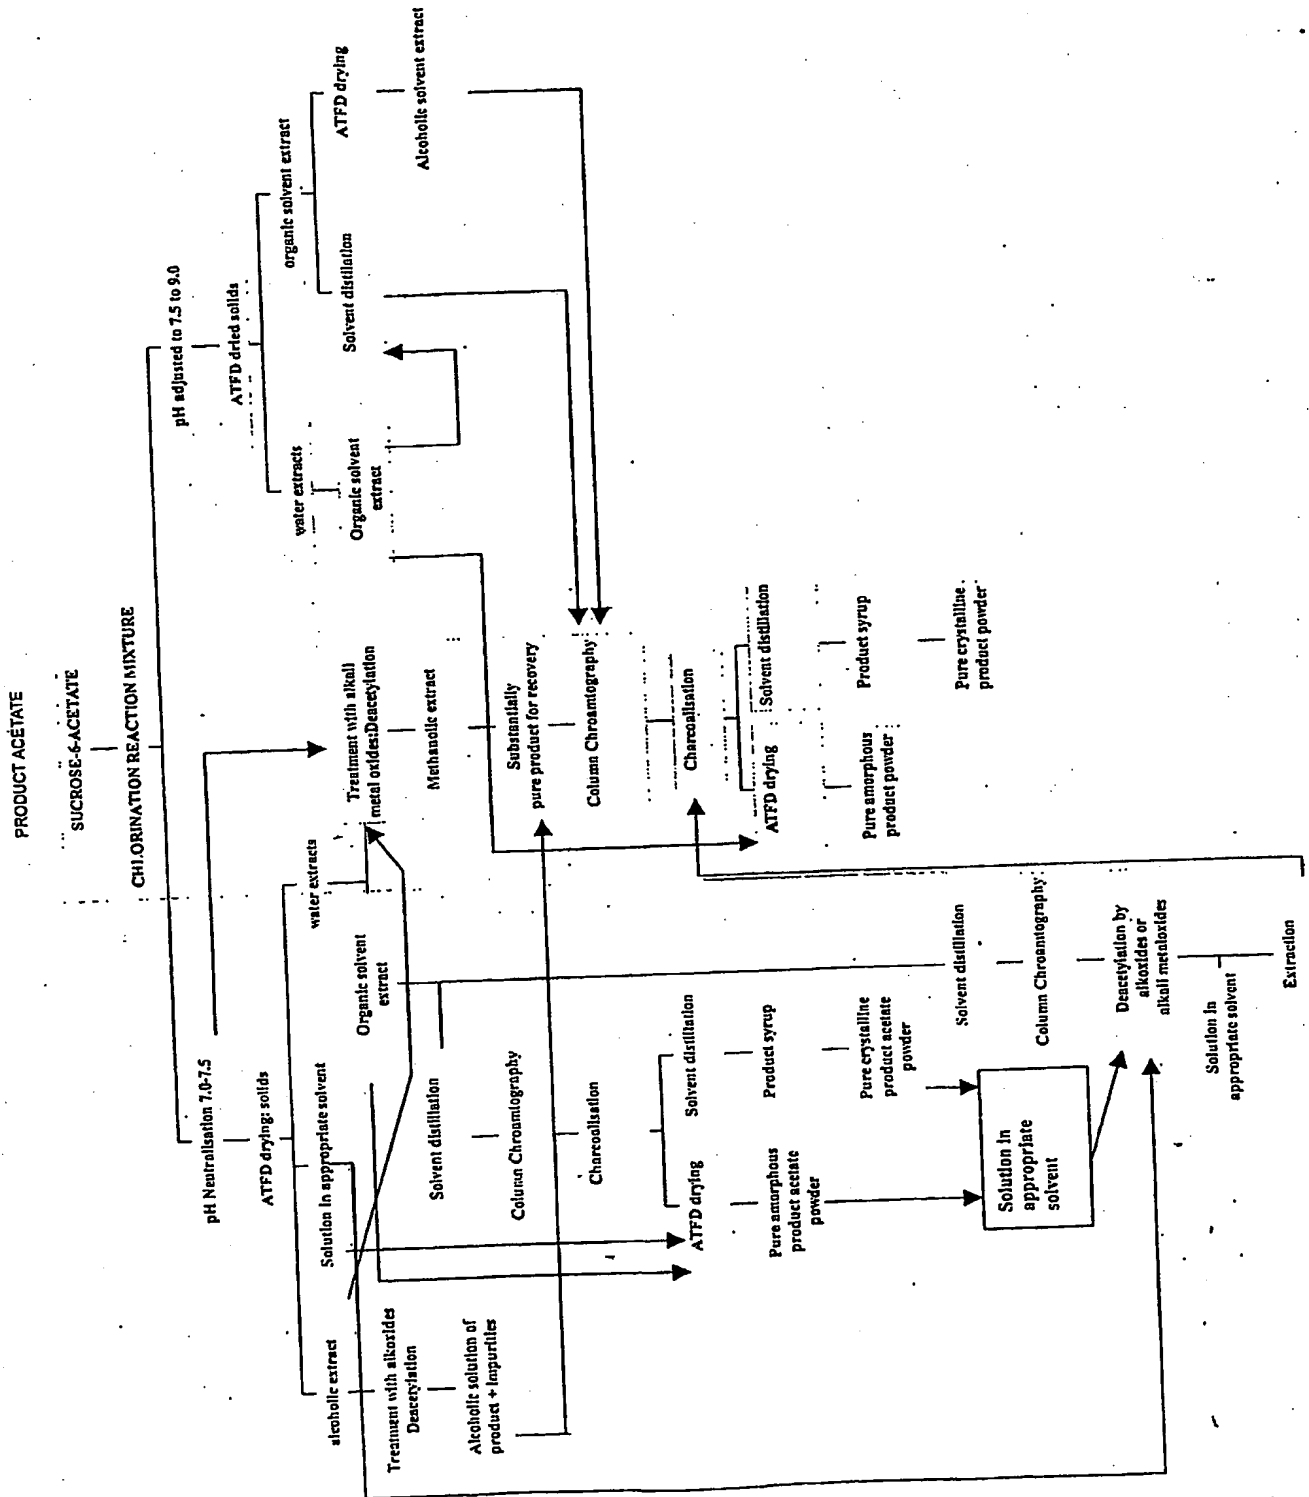 PRODUCT ACETATE
SUCROSE-6-ACETATE
CHLORINATION REACTION MIXTURE
pH Neutralisation 7.0-7.5
ATFD drying: solids
alcoholic extract
Treatment with alkoxides
Deacetylation
Alcoholic solution of
product + Impurities
Solution in appropriate solvent
Solvent distillation
Column Chroamtography
Charcoalisation
ATFD drying
Pure amorphous
product acetate
powder
Solvent distillation
Product syrup
Pure crystalline
product acetate
powder
Solution in
appropriate
solvent
water extracts
Organic solvent
extract
Solvent distillation
Column Chroamtography
Deacetylation by
alkoxides or
alkali metaloxides
Solution in
appropriate solvent
Extraction
Treatment with alkali
metal oxides:Deacetylation
Methanolic extract
Substantially
pure product for recovery
Column Chroamtography
Charcoalisation
ATFD drying
Pure amorphous
product powder
Solvent distillation
Product syrup
Pure crystalline
product powder
pH adjusted to 7.5 to 9.0
ATFD dried solids
water extracts
Organic solvent
extract
organic solvent extract
Solvent distilation
ATFD drying
Alcoholic solvent extract